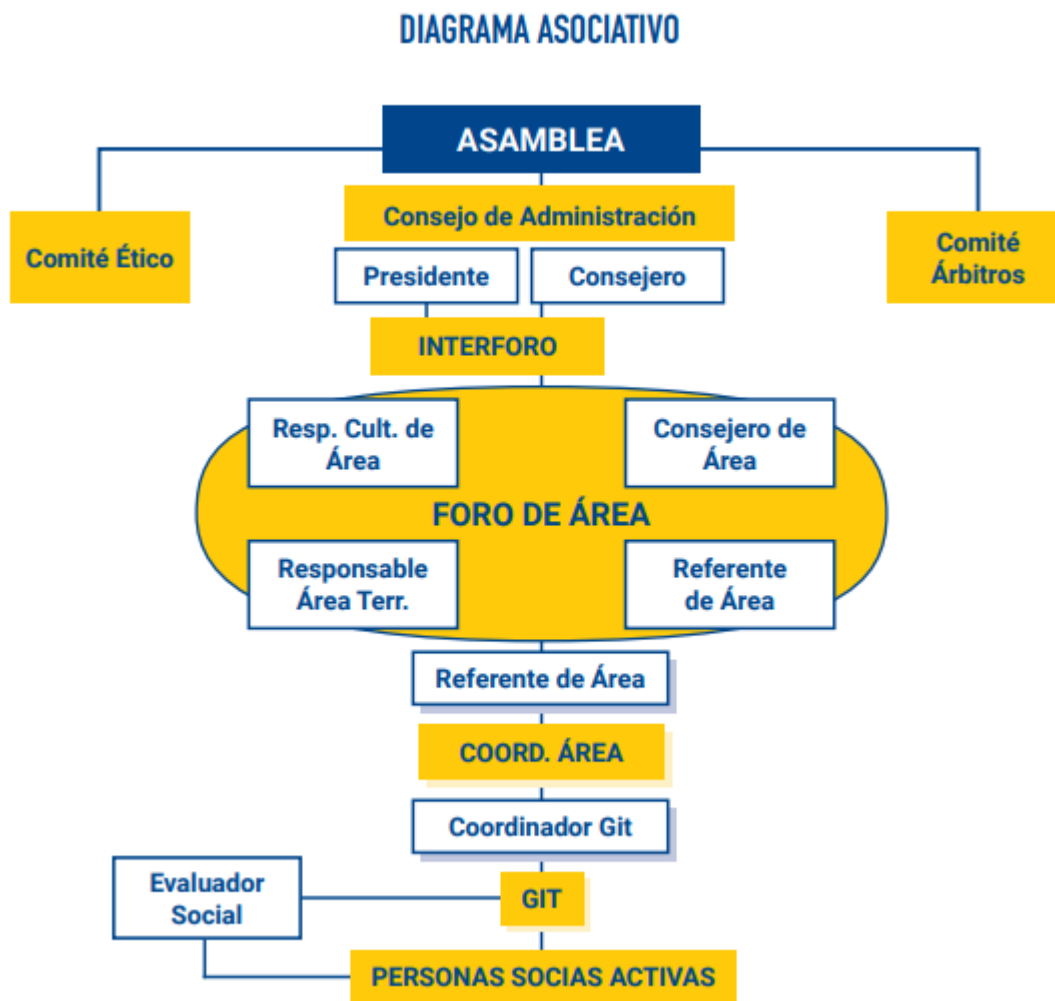 DIAGRAMA ASOCIATIVO
ASAMBLEA
Consejo de Administración
Comité Ético
Comité
Árbitros
Presidente
Consejero
INTERFORO
Resp. Cult. de
Área
Consejero de
Área
FORO DE ÁREA
Responsable
Área Terr.
Referente
de Área
Referente de Área
COORD. ÁREA
Coordinador Git
Evaluador
Social
GIT
PERSONAS SOCIAS ACTIVAS